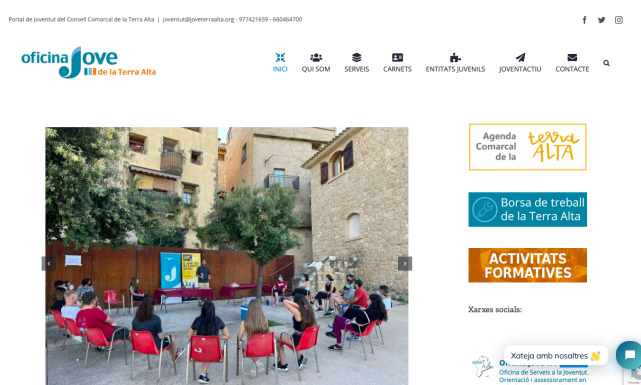 Portal de Joventut del Consell Comarcal de la Terra Alta | joventut@joveterraalta.org - 977421659 - 660464700
oficina Jove
de la Terra Alta
INICI QUI SOM SERVEIS CARNETS ENTITATS JUVENILS JOVENTACTIU CONTACTE
Agenda
Comarcal
de la
terra
ALTA
Borsa de treball
de la Terra Alta
ACTIVITATS
FORMATIVES
Xarxes socials:
Xateja amb nosaltres 👋
Oficina de Serveis a la Joventut.
Orientació i assessorament en